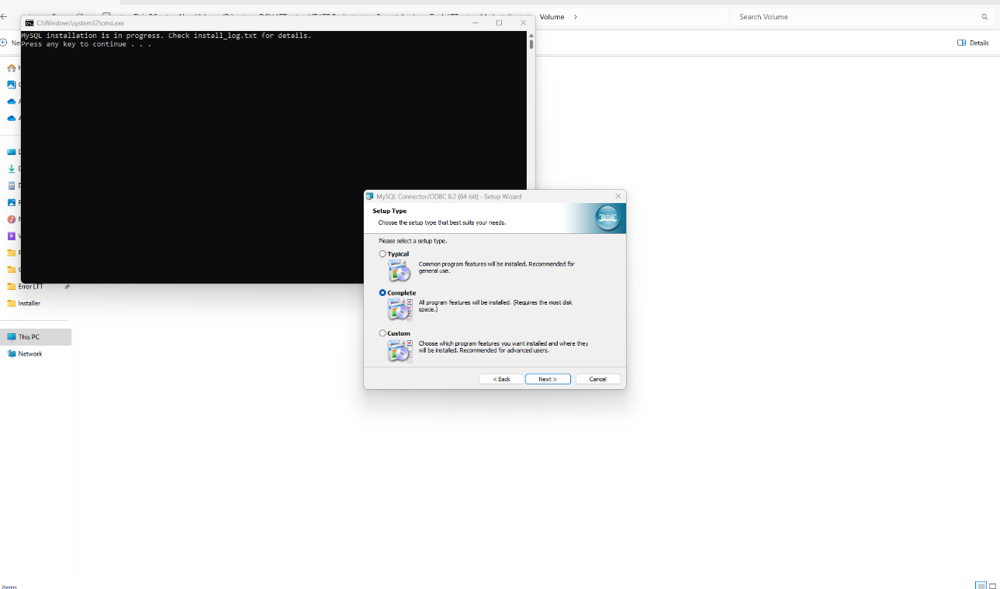 Volume
Search Volume
C:\Windows\system32\cmd.exe
MySQL installation is in progress. Check install_log.txt for details.
Press any key to continue . . .
Details
Error LTT
Installer
This PC
Network
MySQL Connector/ODBC 8.2 (64-bit) - Setup Wizard
Setup Type
Choose the setup type that best suits your needs.
Please select a setup type.
Typical
Common program features will be installed. Recommended for
general use.
Complete
All program features will be installed. (Requires the most disk
space.)
Custom
Choose which program features you want installed and where they
will be installed. Recommended for advanced users.
< Back
Next >
Cancel
items